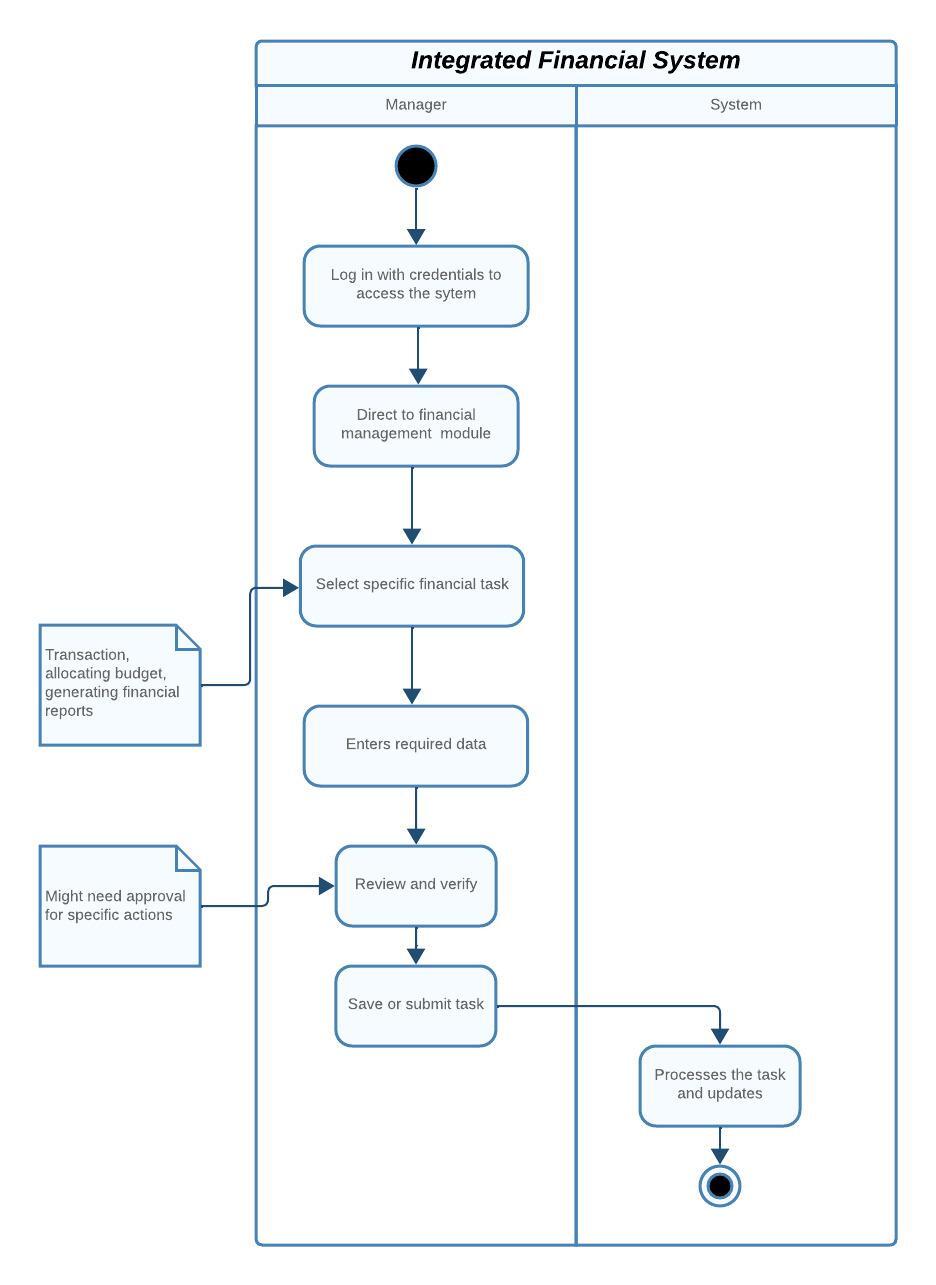 Integrated Financial System
Manager
System
Log in with credentials to
access the sytem
Direct to financial
management  module
Select specific financial task
Transaction,
allocating budget,
generating financial
reports
Enters required data
Might need approval
for specific actions
Review and verify
Save or submit task
Processes the task
and updates